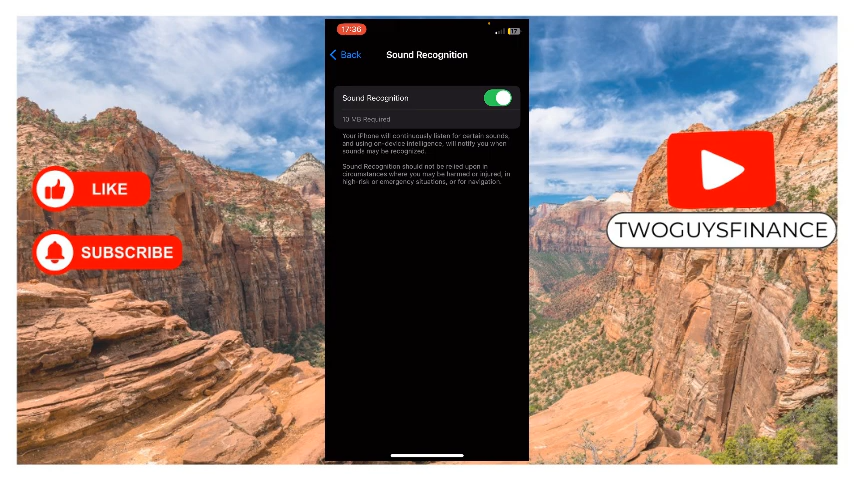 17:36
17
Back
Sound Recognition
Sound Recognition
10 MB Required
Your iPhone will continuously listen for certain sounds,
and using on-device intelligence, will notify you when
sounds may be recognized.
Sound Recognition should not be relied upon in
circumstances where you may be harmed or injured, in
high-risk or emergency situations, or for navigation.
LIKE
SUBSCRIBE
TWOGUYSFINANCE